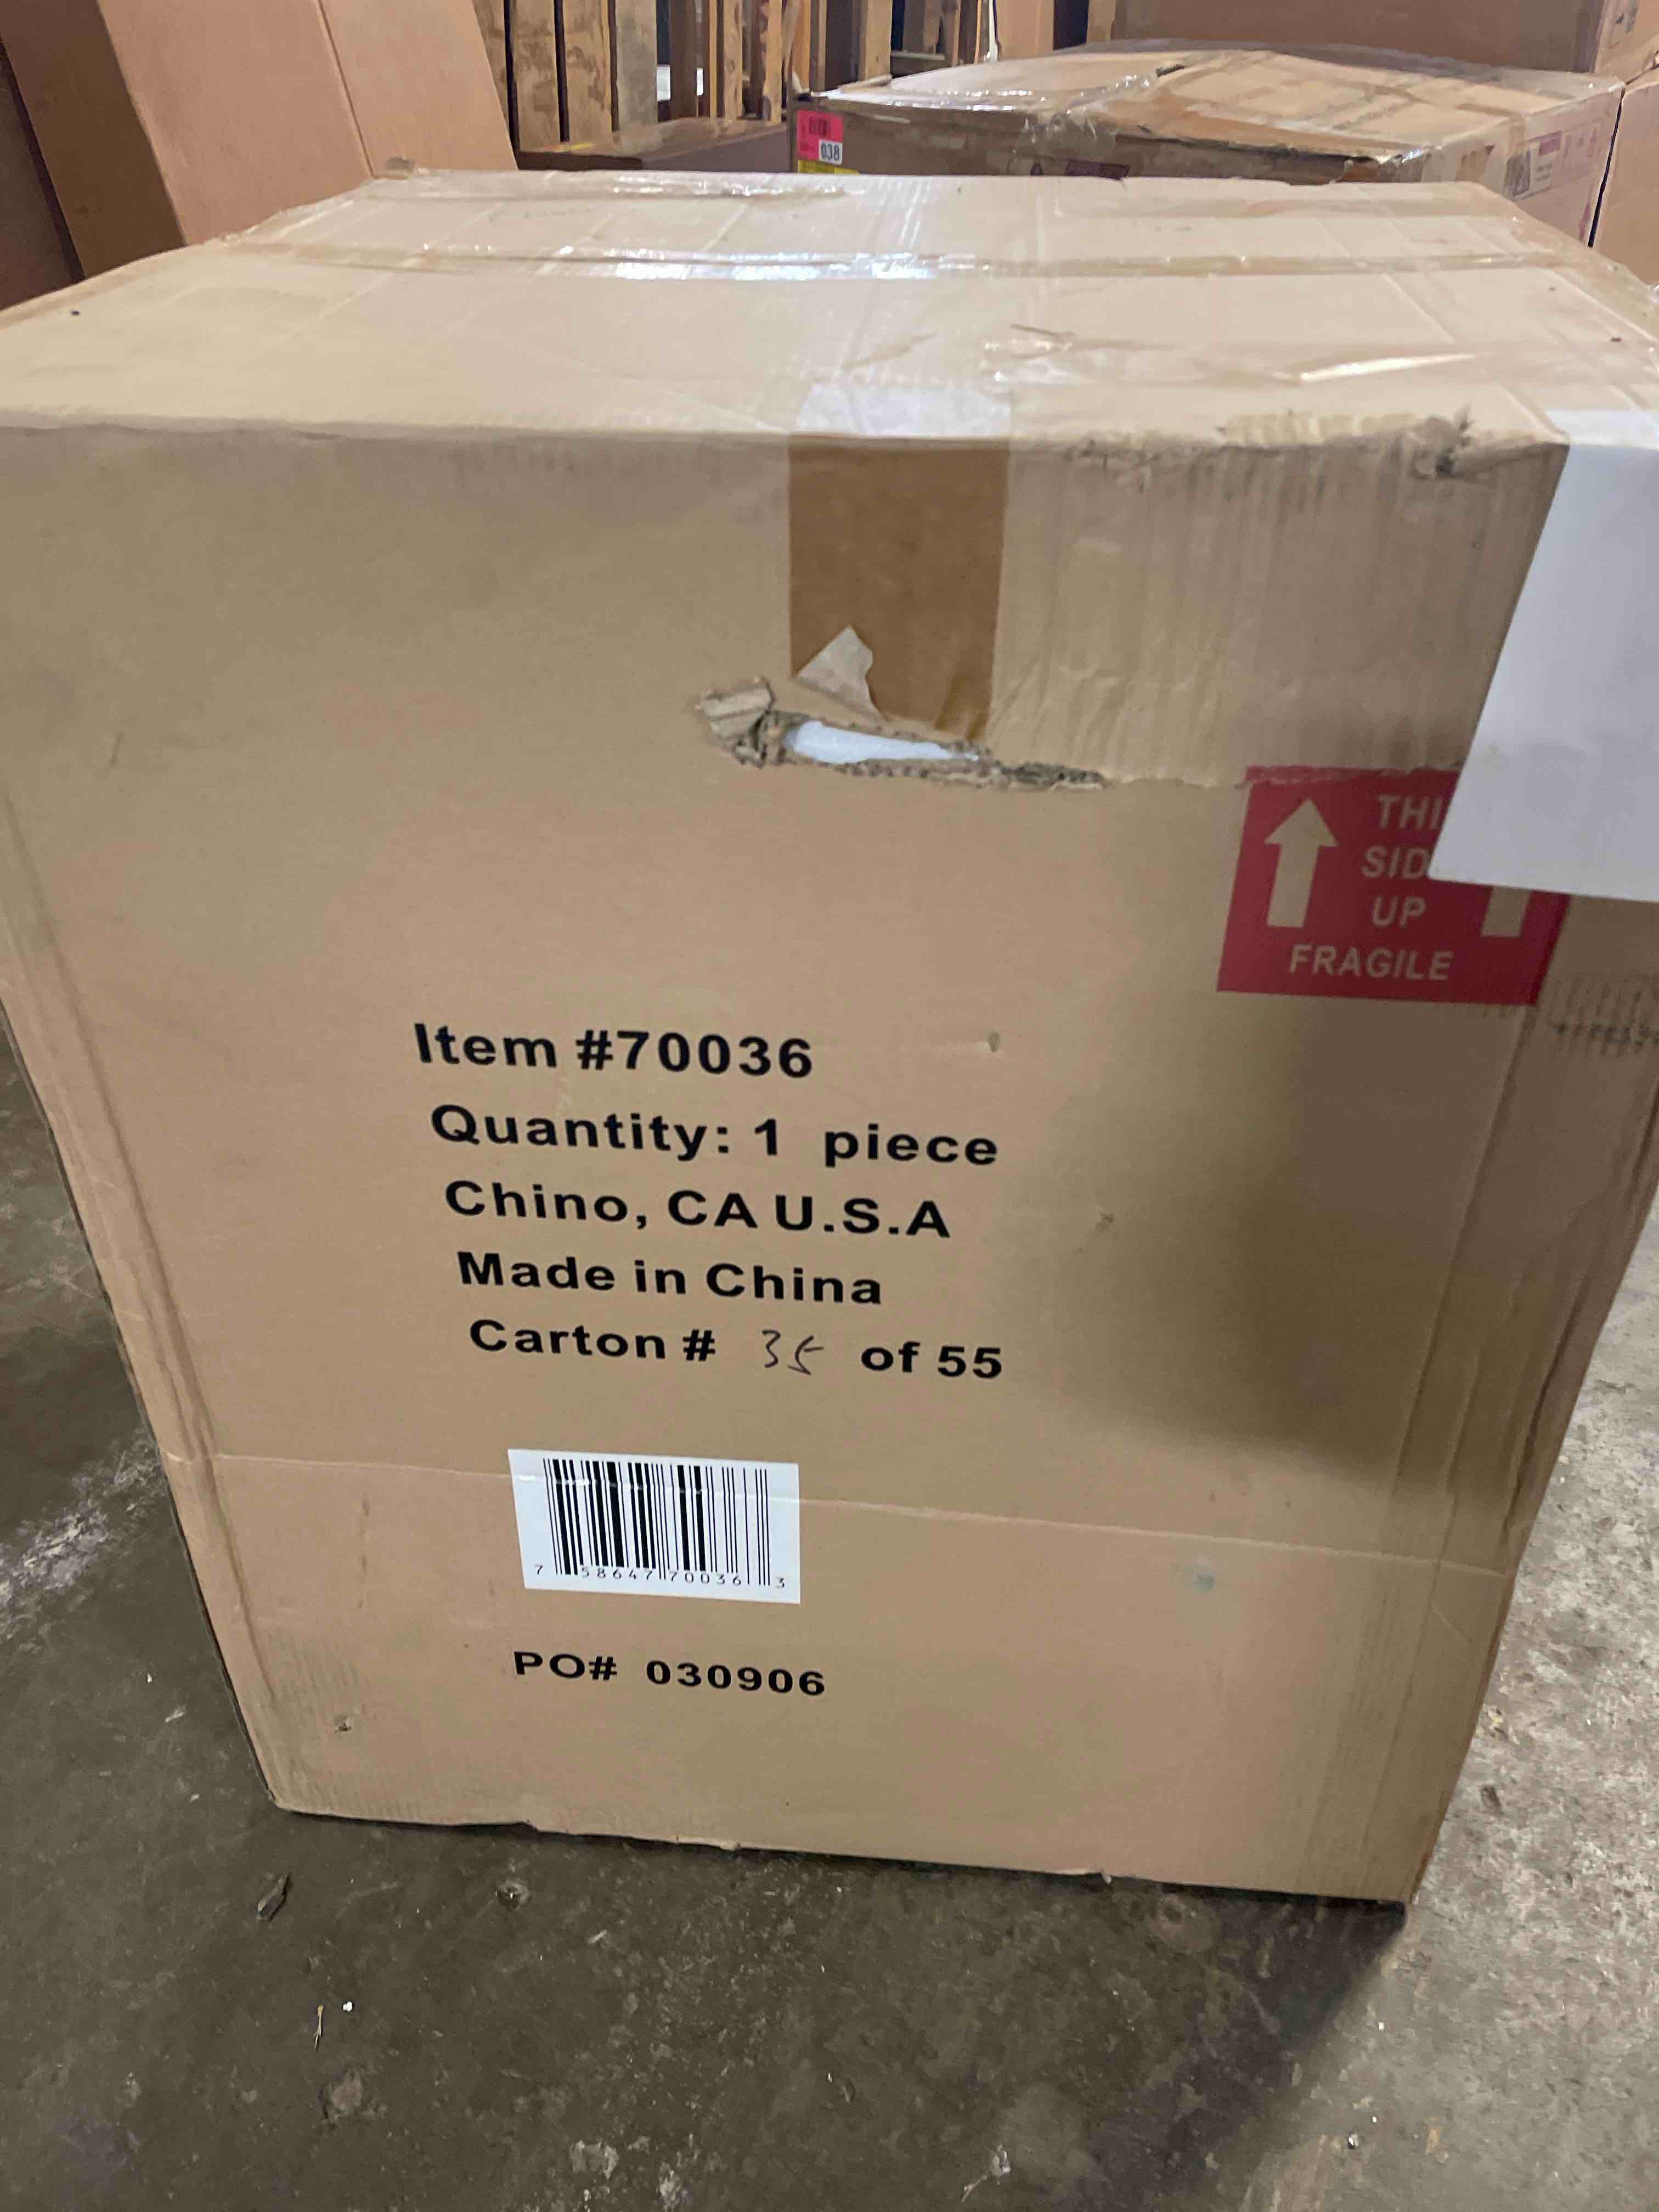 038
THI
SID
UP
FRAGILE
Item #70036
Quantity: 1 piece
Chino, CA U.S.A
Made in China
Carton # 35 of 55
7 58647 70036 3
PO# 030906